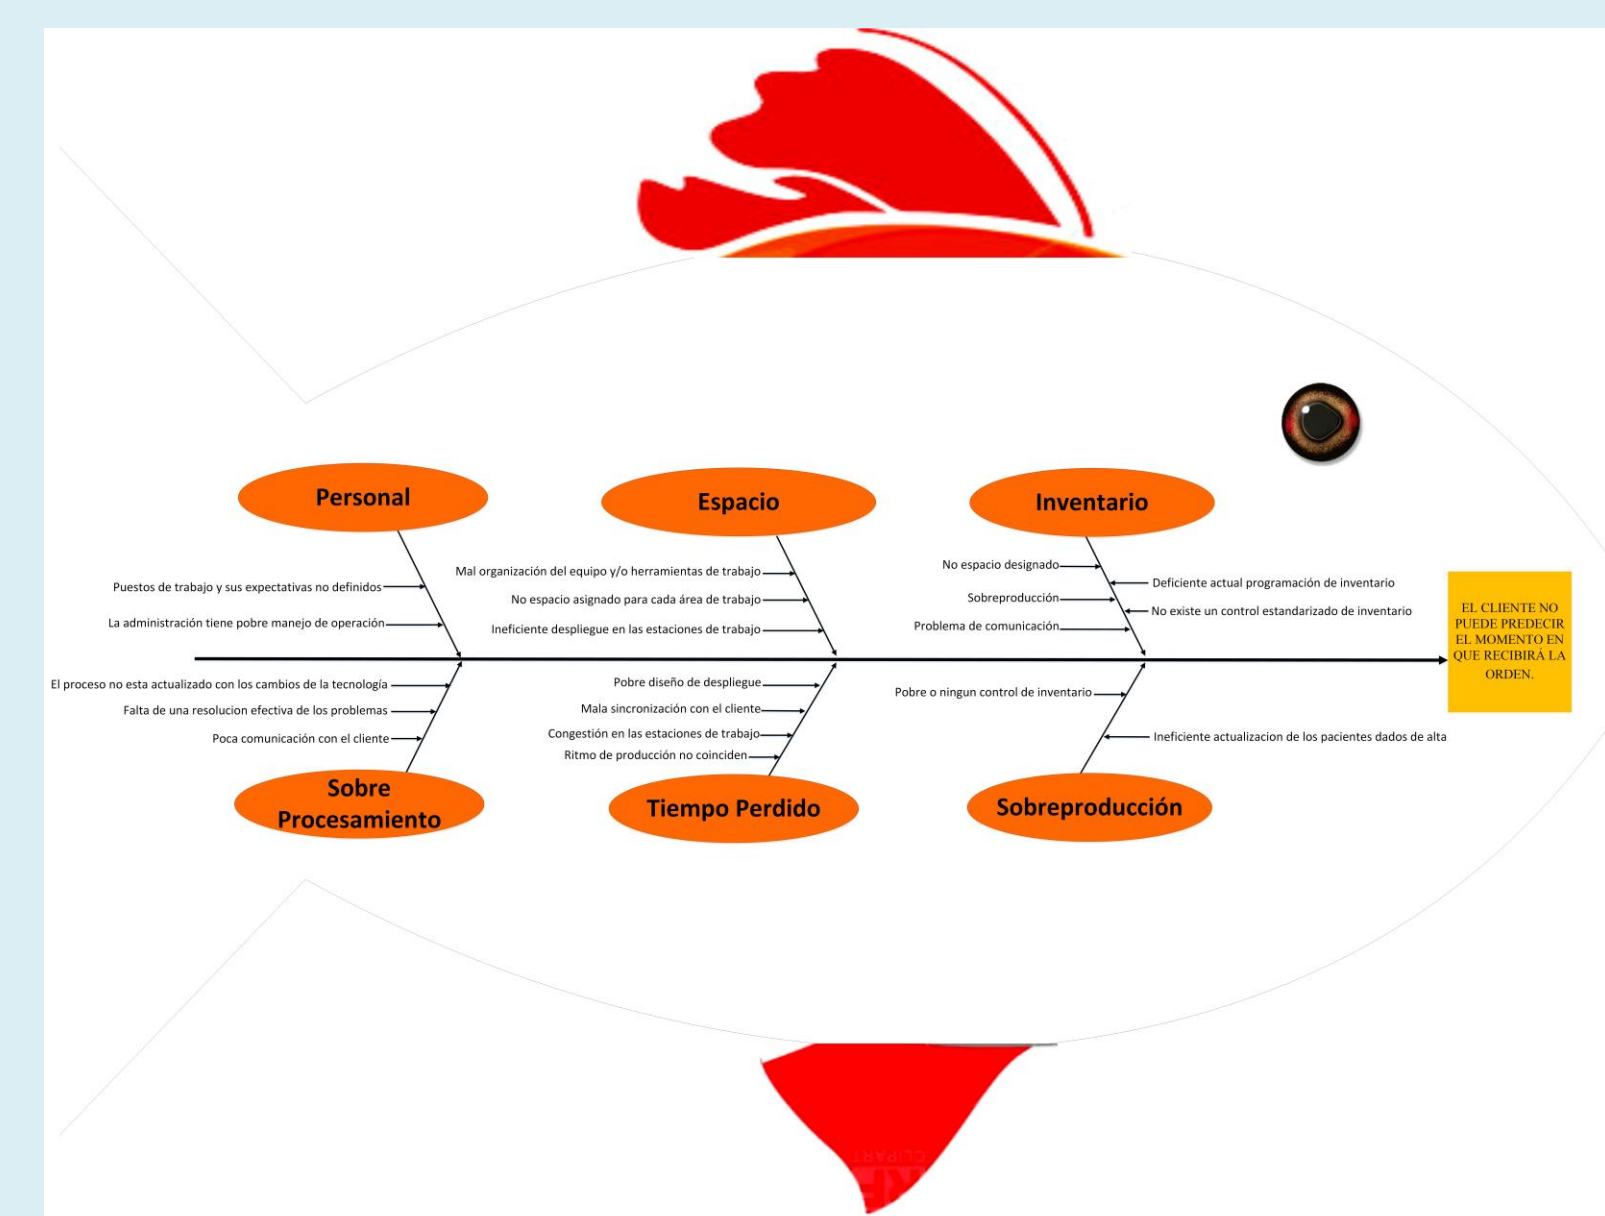 Personal
Espacio
Inventario
Puestos de trabajo y sus expectativas no definidos
La administración tiene pobre manejo de operación
Mal organización del equipo y/o herramientas de trabajo
No espacio asignado para cada área de trabajo
Ineficiente despliegue en las estaciones de trabajo
No espacio designado
Sobreproducción
Problema de comunicación
Deficiente actual programación de inventario
No existe un control estandarizado de inventario
EL CLIENTE NO
PUEDE PREDECIR
EL MOMENTO EN
QUE RECIBIRÁ LA
ORDEN.
El proceso no esta actualizado con los cambios de la tecnología
Falta de una resolucion efectiva de los problemas
Poca comunicación con el cliente
Pobre diseño de despliegue
Mala sincronización con el cliente
Congestión en las estaciones de trabajo
Ritmo de producción no coinciden
Pobre o ningun control de inventario
Ineficiente actualizacion de los pacientes dados de alta
Sobre
Procesamiento
Tiempo Perdido
Sobreproducción
CLIPART
RF